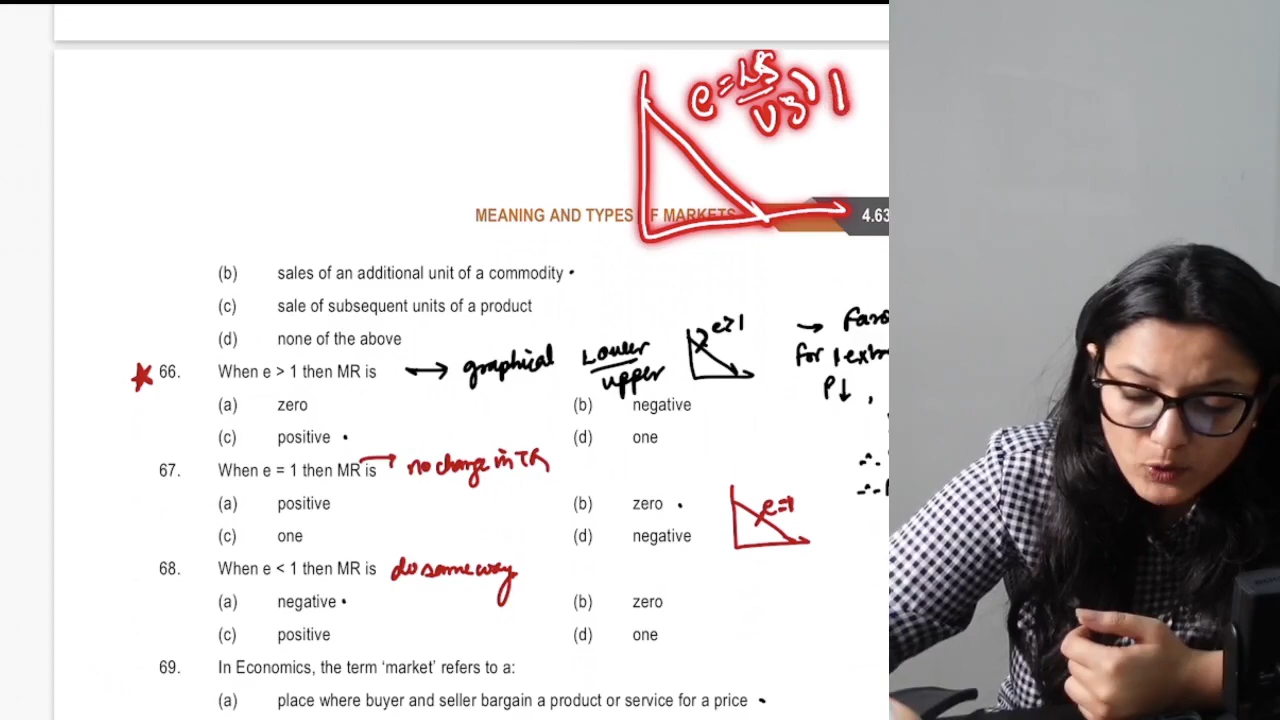 e = LS / US > 1
MEANING AND TYPES OF MARKETS 4.63
(b) sales of an additional unit of a commodity
(c) sale of subsequent units of a product
(d) none of the above
66. When e > 1 then MR is → graphical Lower / upper e>1
→
for 1
P↓ ,
(a) zero (b) negative
(c) positive (d) one
67. When e = 1 then MR is → no change in TR
∴
∴
(a) positive (b) zero e=1
(c) one (d) negative
68. When e < 1 then MR is do same way
(a) negative (b) zero
(c) positive (d) one
69. In Economics, the term ‘market’ refers to a:
(a) place where buyer and seller bargain a product or service for a price